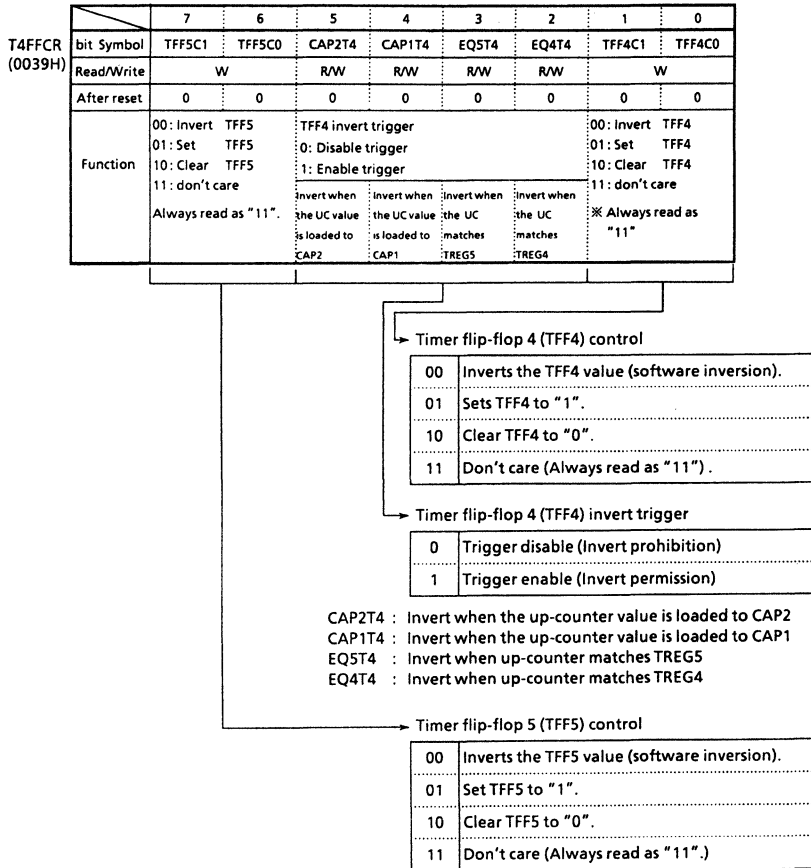 7 6 5 4 3 2 1 0
T4FFCR (0039H)
bit Symbol TFF5C1 TFF5C0 CAP2T4 CAP1T4 EQ5T4 EQ4T4 TFF4C1 TFF4C0
Read/Write W R/W R/W R/W R/W W
After reset 0 0 0 0 0 0 0 0
Function
00: Invert TFF5
01: Set TFF5
10: Clear TFF5
11: don't care
Always read as "11".
TFF4 invert trigger
0: Disable trigger
1: Enable trigger
Invert when the UC value is loaded to CAP2
Invert when the UC value is loaded to CAP1
Invert when the UC matches TREG5
Invert when the UC matches TREG4
00: Invert TFF4
01: Set TFF4
10: Clear TFF4
11: don't care
※ Always read as "11"
Timer flip-flop 4 (TFF4) control
00 Inverts the TFF4 value (software inversion).
01 Sets TFF4 to "1".
10 Clear TFF4 to "0".
11 Don't care (Always read as "11") .
Timer flip-flop 4 (TFF4) invert trigger
0 Trigger disable (Invert prohibition)
1 Trigger enable (Invert permission)
CAP2T4 : Invert when the up-counter value is loaded to CAP2
CAP1T4 : Invert when the up-counter value is loaded to CAP1
EQ5T4 : Invert when up-counter matches TREG5
EQ4T4 : Invert when up-counter matches TREG4
Timer flip-flop 5 (TFF5) control
00 Inverts the TFF5 value (software inversion).
01 Set TFF5 to "1".
10 Clear TFF5 to "0".
11 Don't care (Always read as "11".)